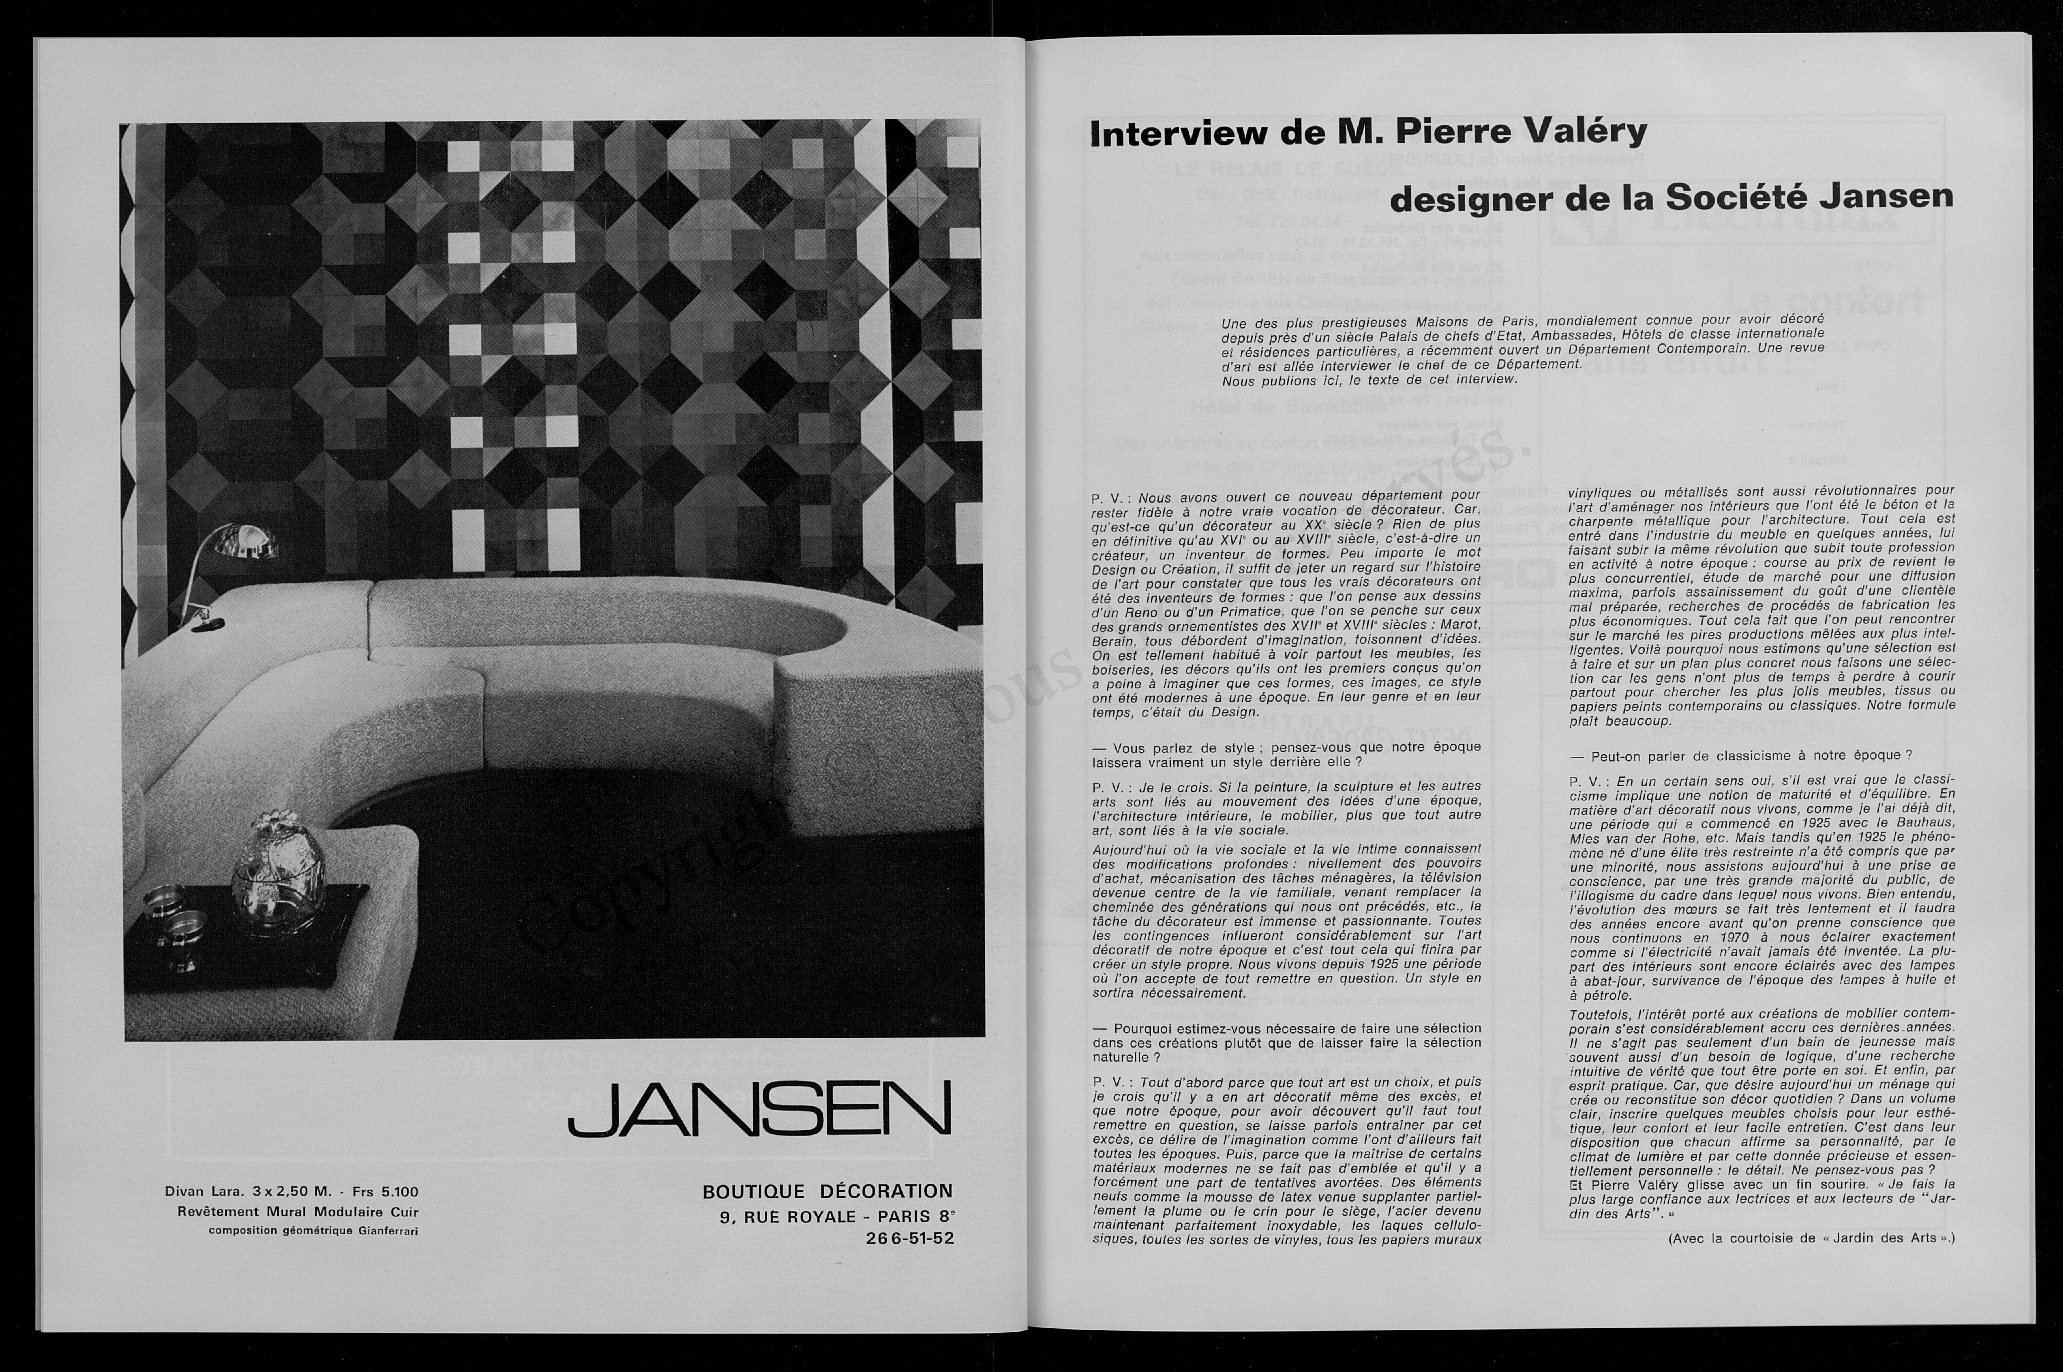 JANSEN
Divan Lara. 3 x 2,50 M. - Frs 5.100
Revêtement Mural Modulaire Cuir
composition géométrique Gianferrari
BOUTIQUE DÉCORATION
9, RUE ROYALE - PARIS 8e
266-51-52
Copyright
Interview de M. Pierre Valéry
designer de la Société Jansen
Une des plus prestigieuses Maisons de Paris, mondialement connue pour avoir décoré
depuis près d'un siècle Palais de chefs d'Etat, Ambassades, Hôtels de classe internationale
et résidences particulières, a récemment ouvert un Département Contemporain. Une revue
d'art est allée interviewer le chef de ce Département.
Nous publions ici, le texte de cet interview.
P. V. : Nous avons ouvert ce nouveau département pour
rester fidèle à notre vraie vocation de décorateur. Car,
qu'est-ce qu'un décorateur au XXe siècle ? Rien de plus
en définitive qu'au XVIe ou au XVIIIe siècle, c'est-à-dire un
créateur, un inventeur de formes. Peu importe le mot
Design ou Création, il suffit de jeter un regard sur l'histoire
de l'art pour constater que tous les vrais décorateurs ont
été des inventeurs de formes : que l'on pense aux dessins
d'un Reno ou d'un Primatice, que l'on se penche sur ceux
des grands ornementistes des XVIIe et XVIIIe siècles : Marot,
Berain, tous débordent d'imagination, foisonnent d'idées.
On est tellement habitué à voir partout les meubles, les
boiseries, les décors qu'ils ont les premiers conçus qu'on
a peine à imaginer que ces formes, ces images, ce style
ont été modernes à une époque. En leur genre et en leur
temps, c'était du Design.
— Vous parlez de style ; pensez-vous que notre époque
laissera vraiment un style derrière elle ?
P. V. : Je le crois. Si la peinture, la sculpture et les autres
arts sont liés au mouvement des idées d'une époque,
l'architecture intérieure, le mobilier, plus que tout autre
art, sont liés à la vie sociale.
Aujourd'hui où la vie sociale et la vie intime connaissent
des modifications profondes : nivellement des pouvoirs
d'achat, mécanisation des tâches ménagères, la télévision
devenue centre de la vie familiale, venant remplacer la
cheminée des générations qui nous ont précédés, etc., la
tâche du décorateur est immense et passionnante. Toutes
les contingences influeront considérablement sur l'art
décoratif de notre époque et c'est tout cela qui finira par
créer un style propre. Nous vivons depuis 1925 une période
où l'on accepte de tout remettre en question. Un style en
sortira nécessairement.
— Pourquoi estimez-vous nécessaire de faire une sélection
dans ces créations plutôt que de laisser faire la sélection
naturelle ?
P. V. : Tout d'abord parce que tout art est un choix, et puis
je crois qu'il y a en art décoratif même des excès, et
que notre époque, pour avoir découvert qu'il faut tout
remettre en question, se laisse parfois entraîner par cet
excès, ce délire de l'imagination comme l'ont d'ailleurs fait
toutes les époques. Puis, parce que la maîtrise de certains
matériaux modernes ne se fait pas d'emblée et qu'il y a
forcément une part de tentatives avortées. Des éléments
neufs comme la mousse de latex venue supplanter partiel-
lement la plume ou le crin pour le siège, l'acier devenu
maintenant parfaitement inoxydable, les laques cellulo-
siques, toutes les sortes de vinyles, tous les papiers muraux
vinyliques ou métallisés sont aussi révolutionnaires pour
l'art d'aménager nos intérieurs que l'ont été le béton et la
charpente métallique pour l'architecture. Tout cela est
entré dans l'industrie du meuble en quelques années, lui
faisant subir la même révolution que subit toute profession
en activité à notre époque : course au prix de revient le
plus concurrentiel, étude de marché pour une diffusion
maxima, parfois assainissement du goût d'une clientèle
mal préparée, recherches de procédés de fabrication les
plus économiques. Tout cela fait que l'on peut rencontrer
sur le marché les pires productions mêlées aux plus intel-
ligentes. Voilà pourquoi nous estimons qu'une sélection est
à faire et sur un plan plus concret nous faisons une sélec-
tion car les gens n'ont plus de temps à perdre à courir
partout pour chercher les plus jolis meubles, tissus ou
papiers peints contemporains ou classiques. Notre formule
plaît beaucoup.
— Peut-on parler de classicisme à notre époque ?
P. V. : En un certain sens oui, s'il est vrai que le classi-
cisme implique une notion de maturité et d'équilibre. En
matière d'art décoratif nous vivons, comme je l'ai déjà dit,
une période qui a commencé en 1925 avec le Bauhaus,
Mies van der Rohe, etc. Mais tandis qu'en 1925 le phéno-
mène né d'une élite très restreinte n'a été compris que par
une minorité, nous assistons aujourd'hui à une prise de
conscience, par une très grande majorité du public, de
l'illogisme du cadre dans lequel nous vivons. Bien entendu,
l'évolution des mœurs se fait très lentement et il faudra
des années encore avant qu'on prenne conscience que
nous continuons en 1970 à nous éclairer exactement
comme si l'électricité n'avait jamais été inventée. La plu-
part des intérieurs sont encore éclairés avec des lampes
à abat-jour, survivance de l'époque des lampes à huile et
à pétrole.
Toutefois, l'intérêt porté aux créations de mobilier contem-
porain s'est considérablement accru ces dernières années.
Il ne s'agit pas seulement d'un bain de jeunesse mais
souvent aussi d'un besoin de logique, d'une recherche
intuitive de vérité que tout être porte en soi. Et enfin, par
esprit pratique. Car, que désire aujourd'hui un ménage qui
crée ou reconstitue son décor quotidien ? Dans un volume
clair, inscrire quelques meubles choisis pour leur esthé-
tique, leur confort et leur facile entretien. C'est dans leur
disposition que chacun affirme sa personnalité, par le
climat de lumière et par cette donnée précieuse et essen-
tiellement personnelle : le détail. Ne pensez-vous pas ?
Et Pierre Valéry glisse avec un fin sourire. « Je fais la
plus large confiance aux lectrices et aux lecteurs de "Jar-
din des Arts". »
(Avec la courtoisie de « Jardin des Arts ».)